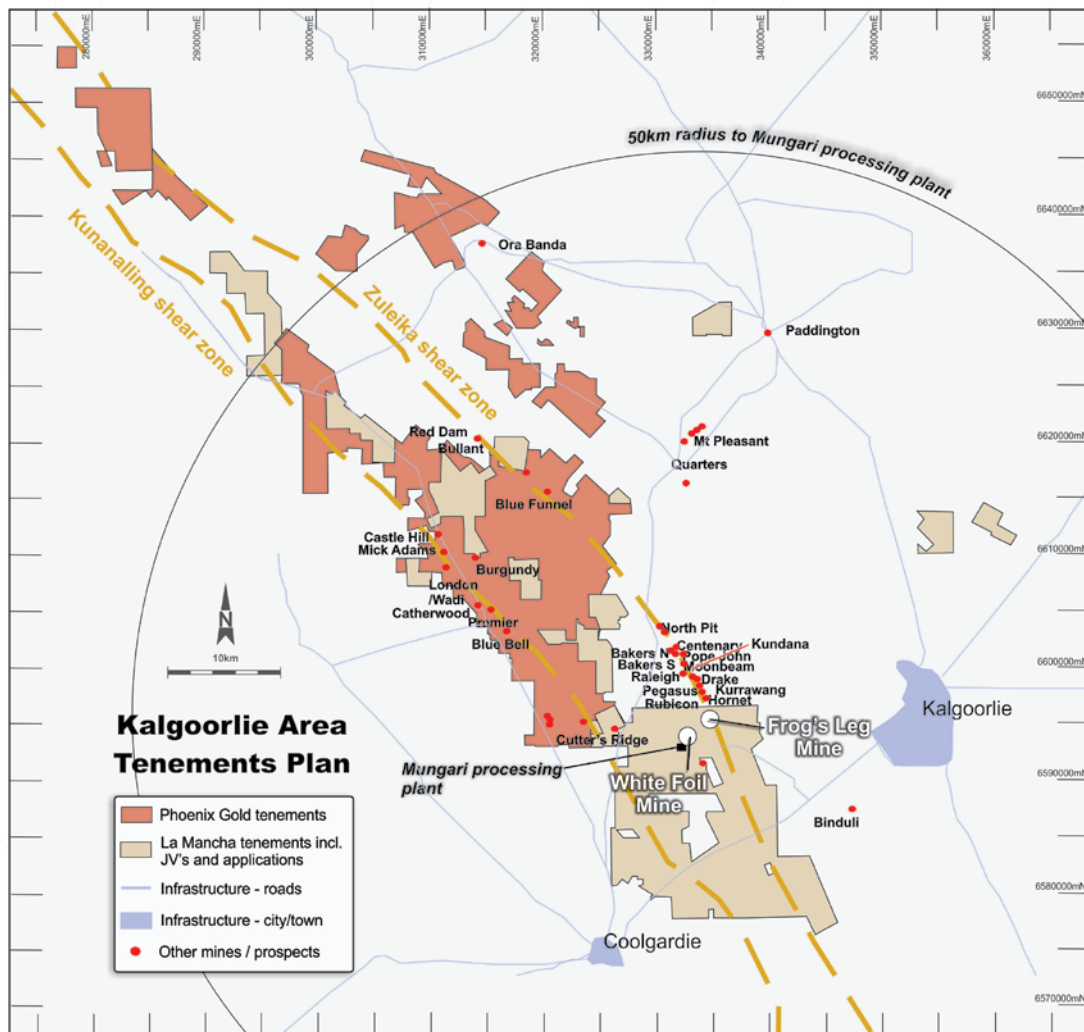 280000mE
290000mE
300000mE
310000mE
320000mE
330000mE
340000mE
350000mE
360000mE
6650000mN
50km radius to Mungari processing plant
6640000mN
Ora Banda
Kunanalling shear zone
Zuleika shear zone
Paddington
6630000mN
Red Dam
Bullant
Mt Pleasant
6620000mN
Quarters
Blue Funnel
Castle Hill
Mick Adams
Burgundy
6610000mN
London
/Wadi
Catherwood
Premier
Blue Bell
N
10km
North Pit
Centenary
Kundana
Bakers N
Pope John
Bakers S
Moonbeam
6600000mN
Raleigh
Drake
Pegasus
Kurrawang
Rubicon
Hornet
Kalgoorlie
Frog's Leg
Mine
Cutter's Ridge
Mungari processing
plant
White Foil
Mine
6590000mN
Binduli
6580000mN
Coolgardie
6570000mN
Kalgoorlie Area
Tenements Plan
Phoenix Gold tenements
La Mancha tenements incl.
JV's and applications
Infrastructure - roads
Infrastructure - city/town
Other mines / prospects